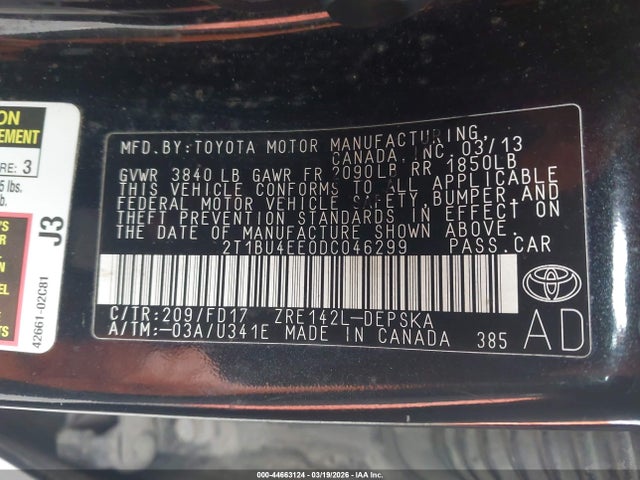 ON
EMENT
RE: 3
5 lbs.
b.
J3
42661-02C81
MFD.BY:TOYOTA MOTOR MANUFACTURING,
CANADA, INC. 03/13
GVWR 3840 LB GAWR FR 2090LB RR 1850LB
THIS VEHICLE CONFORMS TO ALL APPLICABLE
FEDERAL MOTOR VEHICLE SAFETY,BUMPER,AND
THEFT PREVENTION STANDARDS IN EFFECT ON
THE DATE OF MANUFACTURE SHOWN ABOVE.
2T1BU4EE0DC046299 PASS.CAR
C/TR:209/FD17 ZRE142L-DEPSKA
A/TM:-03A/U341E MADE IN CANADA 385
TOYOTA
AD
000-44663124 - 03/19/2026 - IAA Inc.